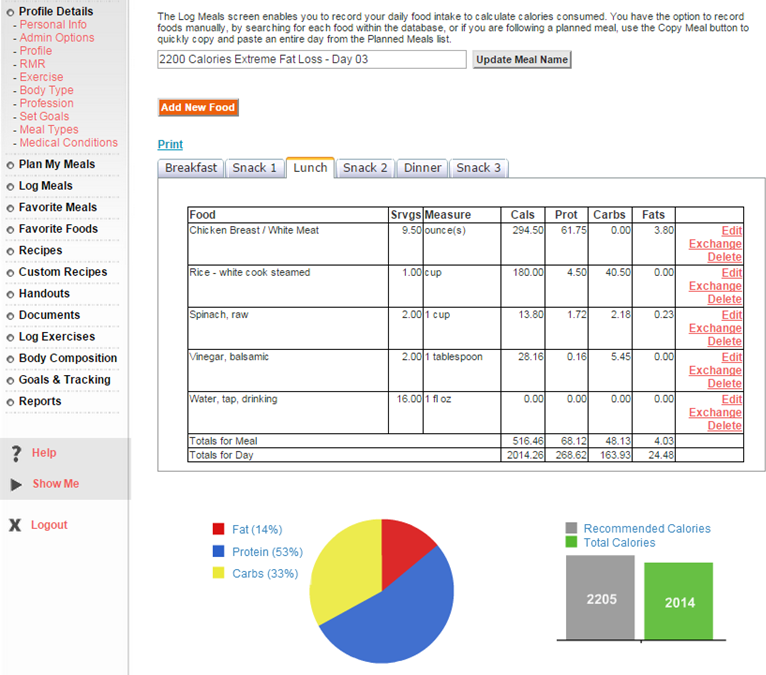 Profile Details
- Personal Info
- Admin Options
- Profile
- RMR
- Exercise
- Body Type
- Profession
- Set Goals
- Meal Types
- Medical Conditions
Plan My Meals
Log Meals
Favorite Meals
Favorite Foods
Recipes
Custom Recipes
Handouts
Documents
Log Exercises
Body Composition
Goals & Tracking
Reports
? Help
Show Me
X Logout
The Log Meals screen enables you to record your daily food intake to calculate calories consumed. You have the option to record
foods manually, by searching for each food within the database, or if you are following a planned meal, use the Copy Meal button to
quickly copy and paste an entire day from the Planned Meals list.
2200 Calories Extreme Fat Loss - Day 03 Update Meal Name
Add New Food
Print
Breakfast Snack 1 Lunch Snack 2 Dinner Snack 3
Food Srvgs Measure Cals Prot Carbs Fats
Chicken Breast / White Meat 9.50 ounce(s) 294.50 61.75 0.00 3.80 Edit
Exchange
Delete
Rice - white cook steamed 1.00 cup 180.00 4.50 40.50 0.00 Edit
Exchange
Delete
Spinach, raw 2.00 1 cup 13.80 1.72 2.18 0.23 Edit
Exchange
Delete
Vinegar, balsamic 2.00 1 tablespoon 28.16 0.16 5.45 0.00 Edit
Exchange
Delete
Water, tap, drinking 16.00 1 fl oz 0.00 0.00 0.00 0.00 Edit
Exchange
Delete
Totals for Meal 516.46 68.12 48.13 4.03
Totals for Day 2014.26 268.62 163.93 24.48
Fat (14%)
Protein (53%)
Carbs (33%)
Recommended Calories
Total Calories
2205
2014